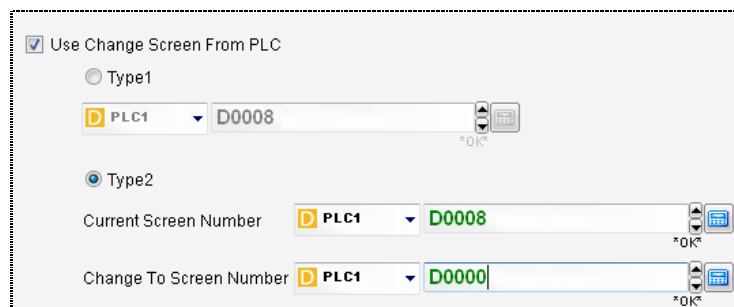 Use Change Screen From PLC
Type1
D PLC1 D0008
*OK*
Type2
Current Screen Number D PLC1 D0008
*OK*
Change To Screen Number D PLC1 D0000
*OK*